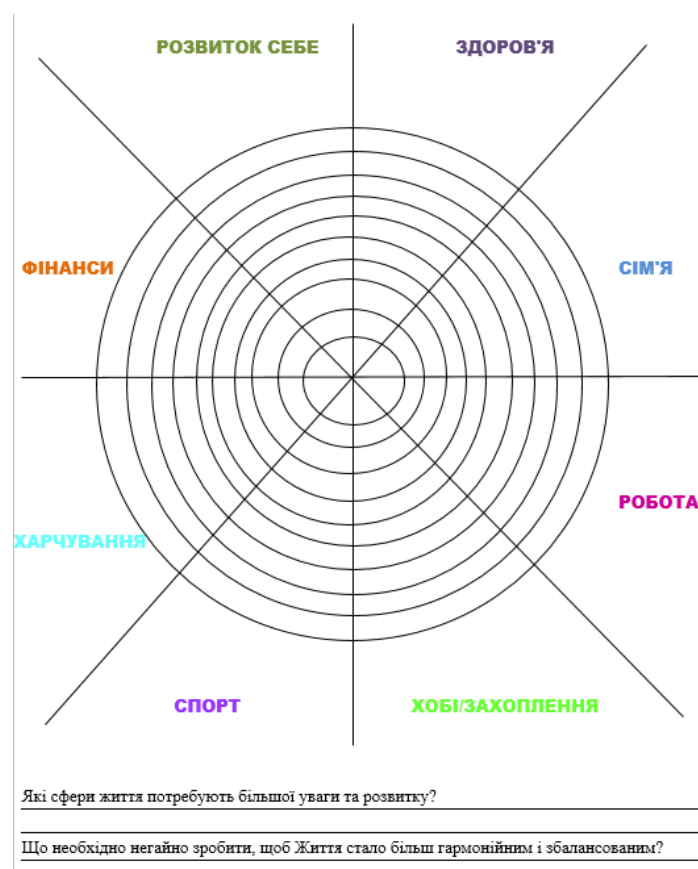 РОЗВИТОК СЕБЕ
ЗДОРОВ'Я
ФІНАНСИ
СІМ'Я
РОБОТА
ХАРЧУВАННЯ
СПОРТ
ХОБІ/ЗАХОПЛЕННЯ
Які сфери життя потребують більшої уваги та розвитку?
Що необхідно негайно зробити, щоб Життя стало більш гармонійним і збалансованим?